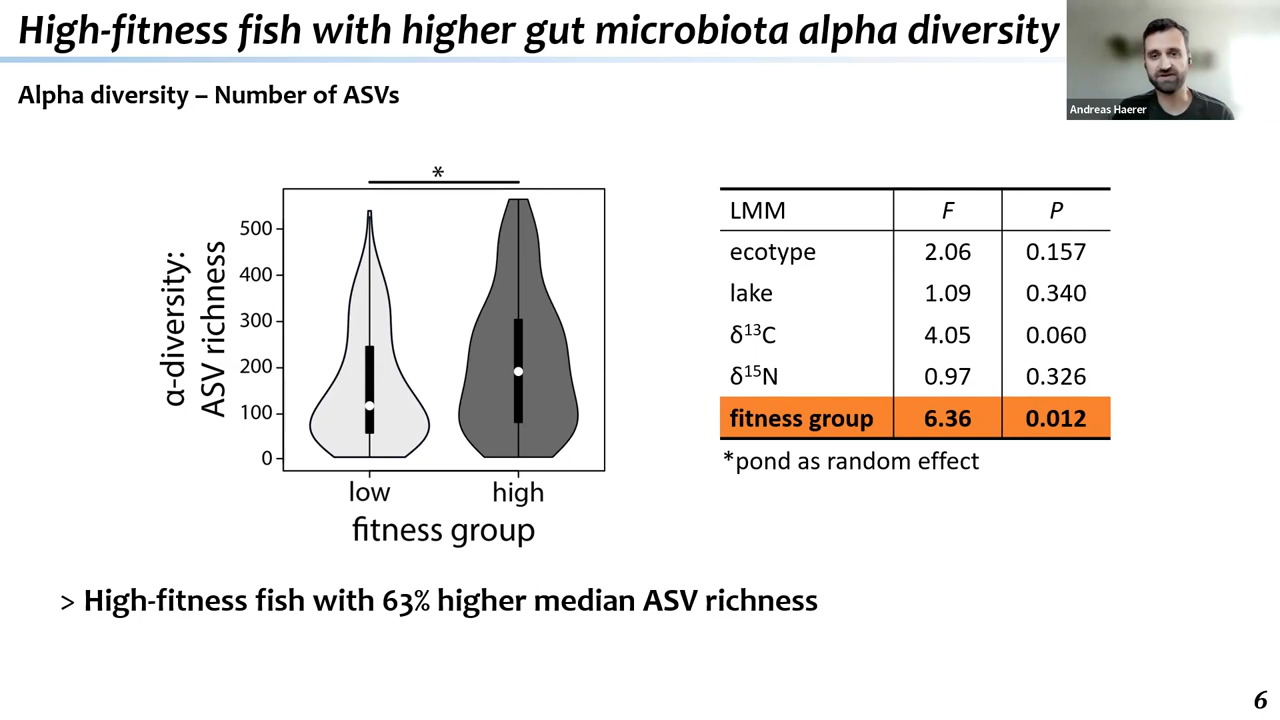 High-fitness fish with higher gut microbiota alpha diversity
Andreas Haerer
Alpha diversity – Number of ASVs
*
α-diversity:
ASV richness
500
400
300
200
100
0
low high
fitness group
LMM F P
ecotype 2.06 0.157
lake 1.09 0.340
δ¹³C 4.05 0.060
δ¹⁵N 0.97 0.326
fitness group 6.36 0.012
*pond as random effect
> High-fitness fish with 63% higher median ASV richness
6